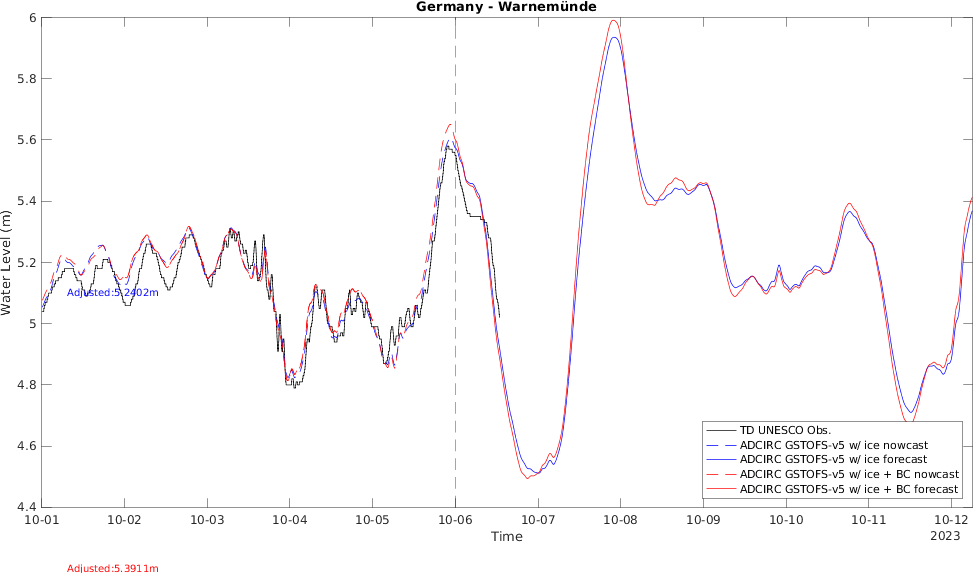 Germany - Warnemünde
Water Level (m)
6
5.8
5.6
5.4
5.2
5
4.8
4.6
4.4
Adjusted:5.2402m
TD UNESCO Obs.
ADCIRC GSTOFS-v5 w/ ice nowcast
ADCIRC GSTOFS-v5 w/ ice forecast
ADCIRC GSTOFS-v5 w/ ice + BC nowcast
ADCIRC GSTOFS-v5 w/ ice + BC forecast
10-01 10-02 10-03 10-04 10-05 10-06 10-07 10-08 10-09 10-10 10-11 10-12
Time
2023
Adjusted:5.3911m